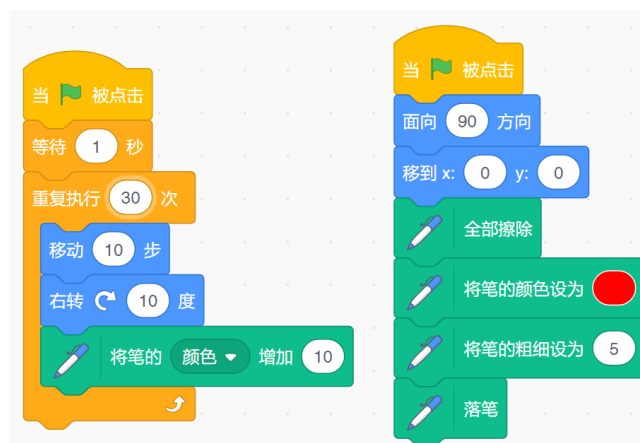 当 被点击
等待 1 秒
重复执行 30 次
移动 10 步
右转 10 度
将笔的 颜色 增加 10
当 被点击
面向 90 方向
移到 x: 0 y: 0
全部擦除
将笔的颜色设为
将笔的粗细设为 5
落笔